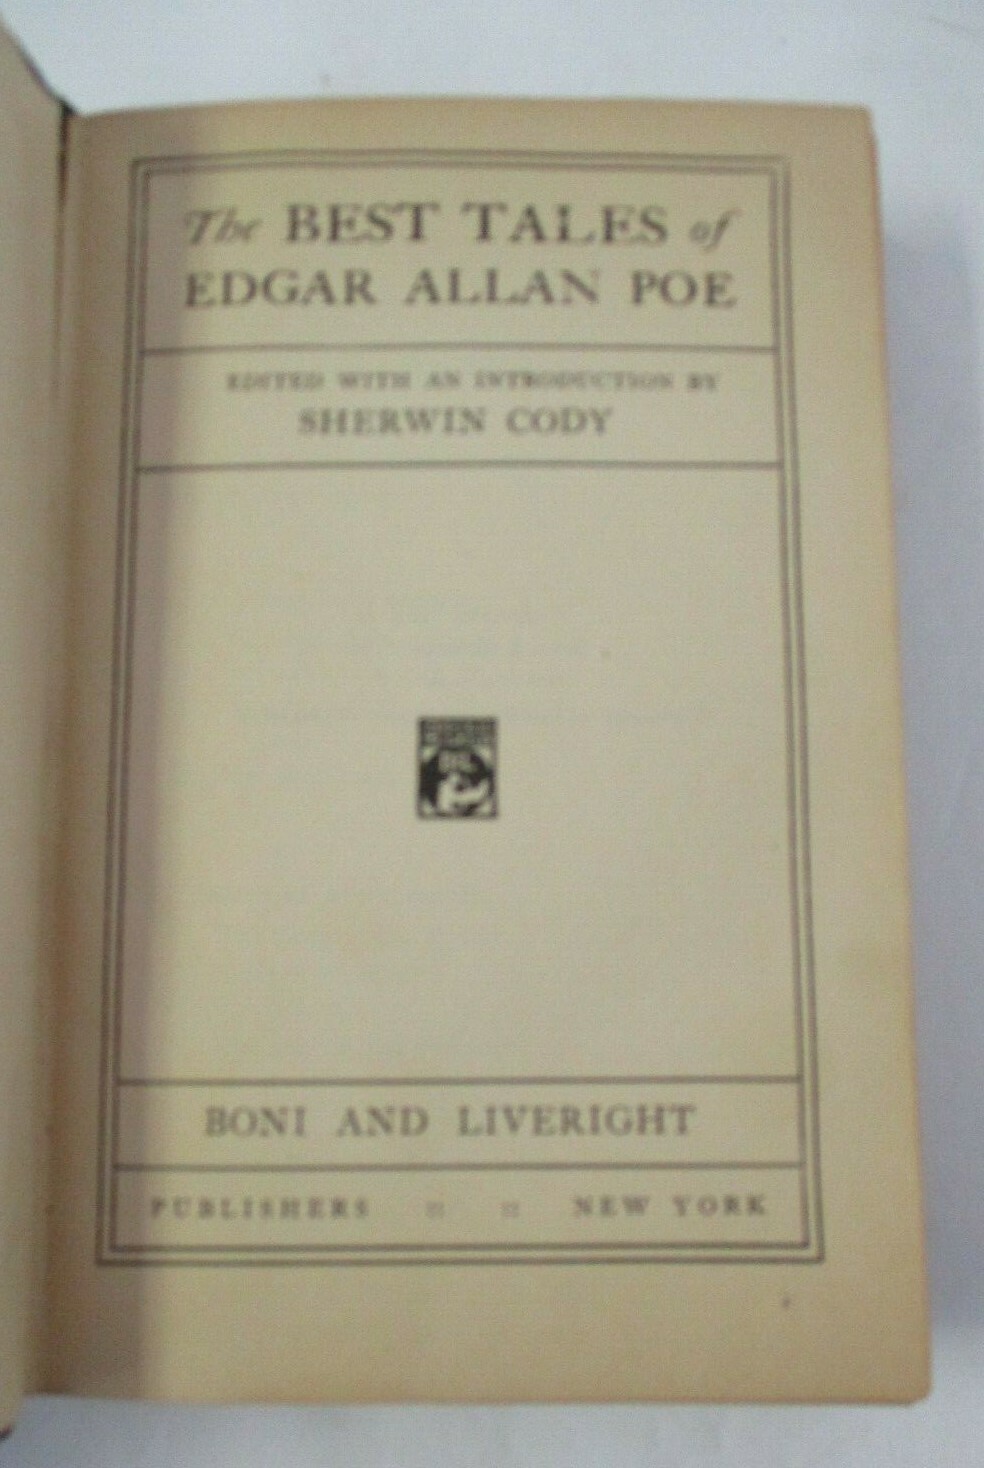 The BEST TALES of
EDGAR ALLAN POE
EDITED WITH AN INTRODUCTION BY
SHERWIN CODY
BONI AND LIVERIGHT
PUBLISHERS :: :: NEW YORK